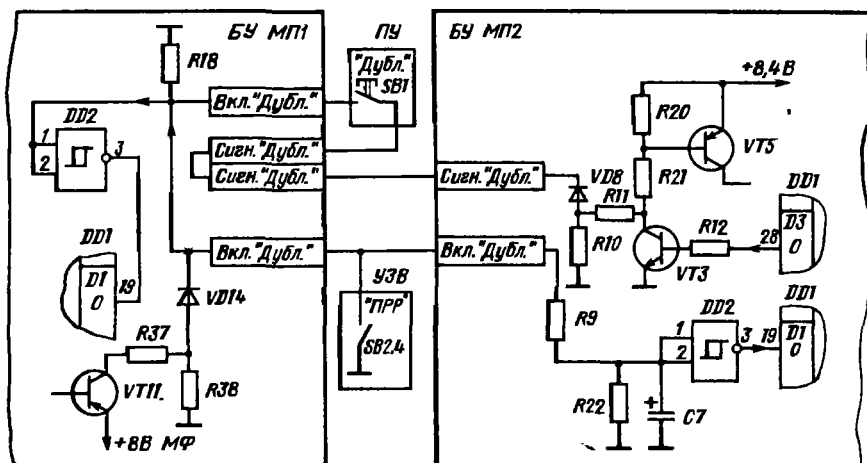 БУ МП1
R18
DD2
1
2
3
DD1
D1
0
19
R37
VD14
VT11
R38
+8В МФ
Вкл."Дубл."
Сигн."Дубл."
Сигн."Дубл."
Вкл."Дубл."
ПУ
"Дубл."
SB1
УЗВ
"ПРР"
SB2.4
БУ МП2
+8,4В
R20
VT5
R21
Сигн."Дубл."
VD8
R11
R10
VT3
R12
28
DD1
D3
0
Вкл."Дубл."
R9
DD2
1
2
3
19
DD1
D1
0
R22
+
C7